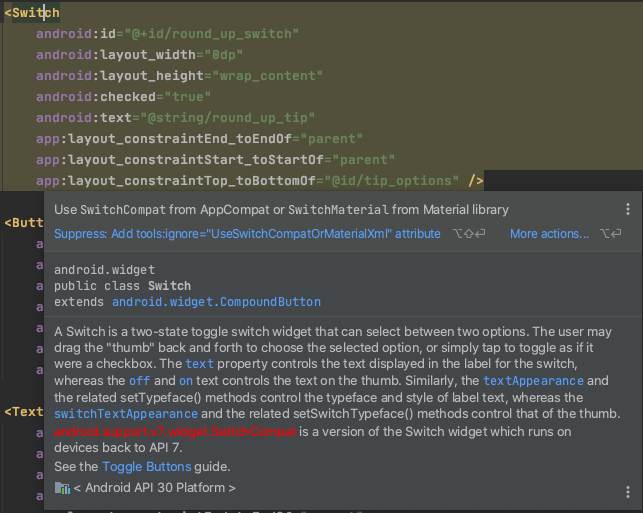 <Switch
android:id="@+id/round_up_switch"
android:layout_width="0dp"
android:layout_height="wrap_content"
android:checked="true"
android:text="@string/round_up_tip"
app:layout_constraintEnd_toEndOf="parent"
app:layout_constraintStart_toStartOf="parent"
app:layout_constraintTop_toBottomOf="@id/tip_options" />
Use SwitchCompat from AppCompat or SwitchMaterial from Material library
<Butt
Suppress: Add tools:ignore="UseSwitchCompatOrMaterialXml" attribute ⌥⇧⏎ More actions... ⌥⏎
a
a
android.widget
public class Switch
a
extends android.widget.CompoundButton
a
a
A Switch is a two-state toggle switch widget that can select between two options. The user may
a
drag the "thumb" back and forth to choose the selected option, or simply tap to toggle as if it
were a checkbox. The text property controls the text displayed in the label for the switch,
a
whereas the off and on text controls the text on the thumb. Similarly, the textAppearance and
the related setTypeface() methods control the typeface and style of label text, whereas the
<Text
switchTextAppearance and the related setSwitchTypeface() methods control that of the thumb.
a
android.support.v7.widget.SwitchCompat is a version of the Switch widget which runs on
a
devices back to API 7.
a
See the Toggle Buttons guide.
a
< Android API 30 Platform >